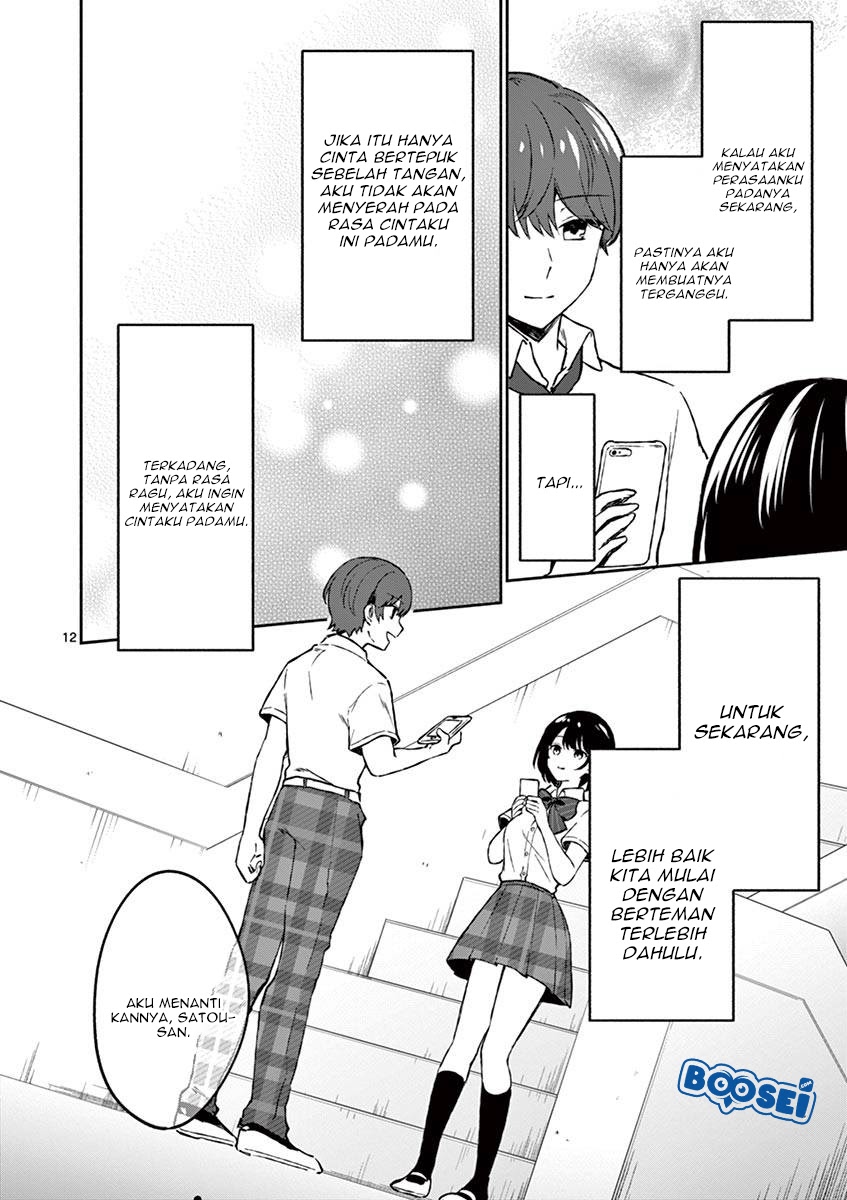 KALAU AKU
MENYATAKAN
PERASAANKU
PADANYA
SEKARANG,
PASTINYA AKU
HANYA AKAN
MEMBUATNYA
TERGANGGU.
TAPI...
JIKA ITU HANYA
CINTA BERTEPUK
SEBELAH TANGAN,
AKU TIDAK AKAN
MENYERAH PADA
RASA CINTAKU
INI PADAMU.
TERKADANG,
TANPA RASA
RAGU, AKU INGIN
MENYATAKAN
CINTAKU PADAMU.
12
UNTUK
SEKARANG,
LEBIH BAIK
KITA MULAI
DENGAN
BERTEMAN
TERLEBIH
DAHULU.
AKU MENANTI
KANNYA, SATOU-
SAN.
BOOSEI
.COM